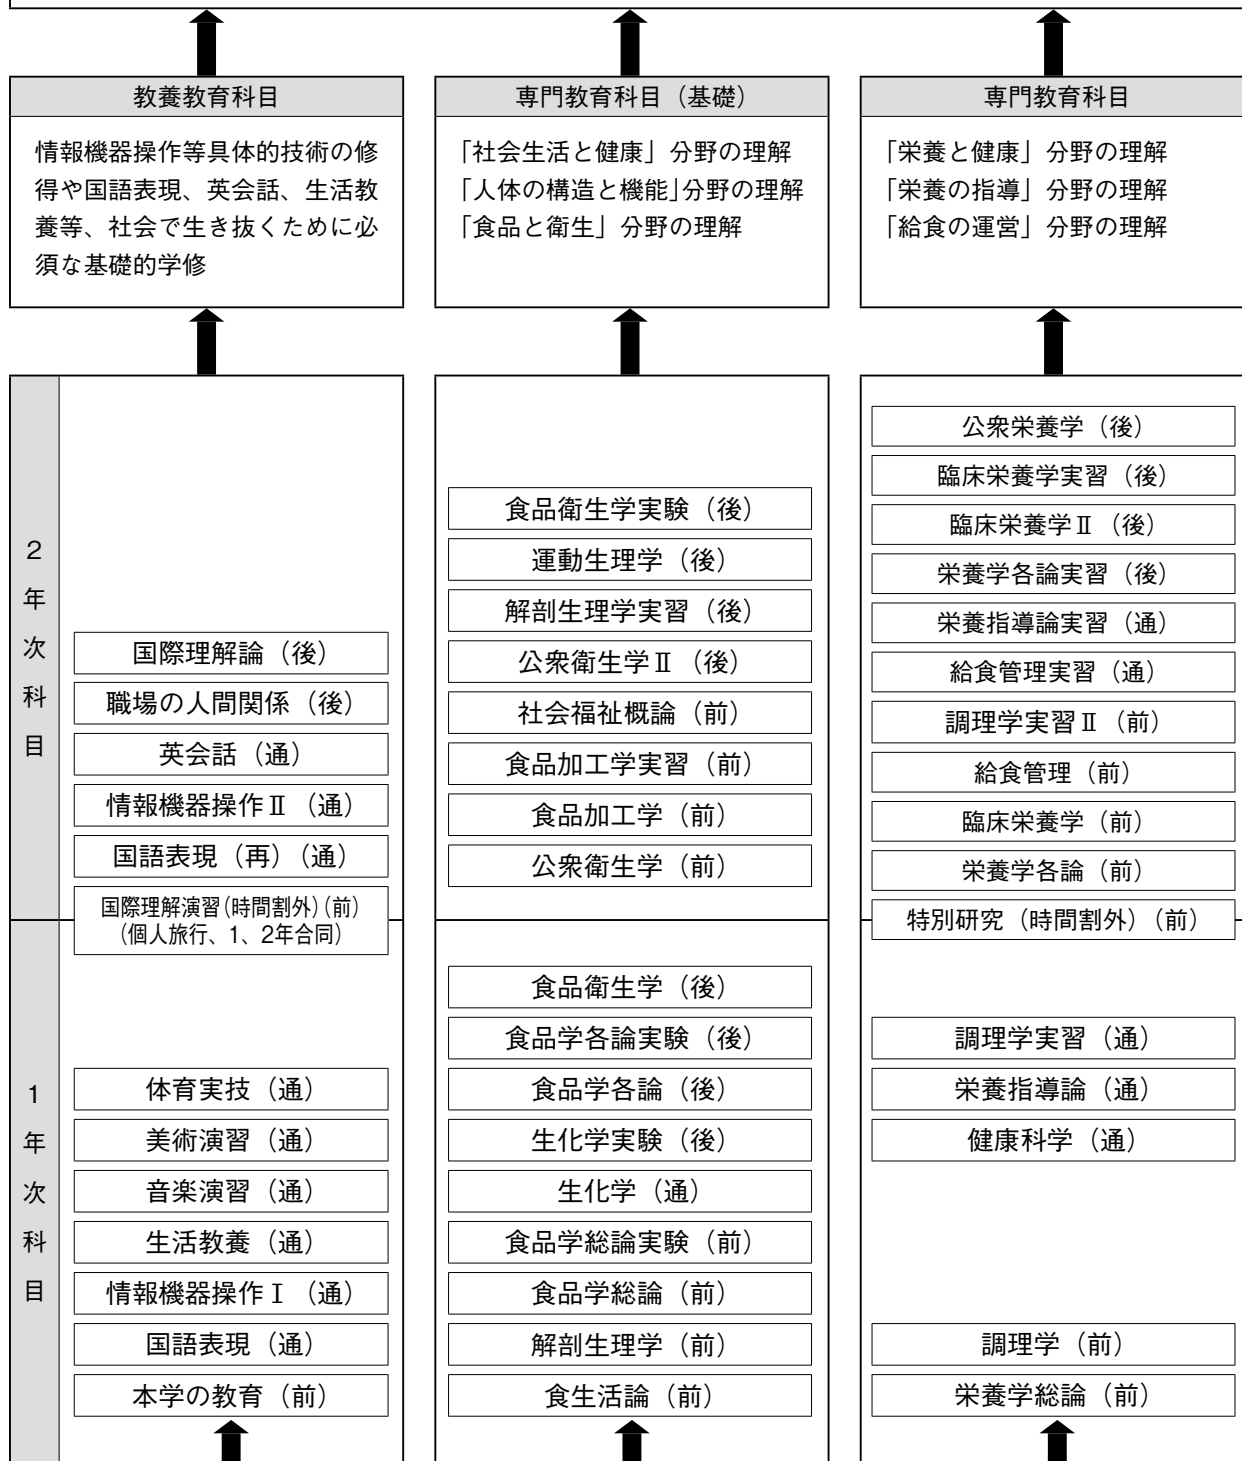 教養教育科目
情報機器操作等具体的技術の修
得や国語表現、英会話、生活教
養等、社会で生き抜くために必
須な基礎的学修
専門教育科目（基礎）
「社会生活と健康」分野の理解
「人体の構造と機能」分野の理解
「食品と衛生」分野の理解
専門教育科目
「栄養と健康」分野の理解
「栄養の指導」分野の理解
「給食の運営」分野の理解
2年次科目
国際理解論（後）
職場の人間関係（後）
英会話（通）
情報機器操作Ⅱ（通）
国語表現（再）（通）
国際理解演習（時間割外）（前）
（個人旅行、1、2年合同）
食品衛生学実験（後）
運動生理学（後）
解剖生理学実習（後）
公衆衛生学Ⅱ（後）
社会福祉概論（前）
食品加工学実習（前）
食品加工学（前）
公衆衛生学（前）
公衆栄養学（後）
臨床栄養学実習（後）
臨床栄養学Ⅱ（後）
栄養学各論実習（後）
栄養指導論実習（通）
給食管理実習（通）
調理学実習Ⅱ（前）
給食管理（前）
臨床栄養学（前）
栄養学各論（前）
特別研究（時間割外）（前）
1年次科目
体育実技（通）
美術演習（通）
音楽演習（通）
生活教養（通）
情報機器操作Ⅰ（通）
国語表現（通）
本学の教育（前）
食品衛生学（後）
食品学各論実験（後）
食品学各論（後）
生化学実験（後）
生化学（通）
食品学総論実験（前）
食品学総論（前）
解剖生理学（前）
食生活論（前）
調理学実習（通）
栄養指導論（通）
健康科学（通）
調理学（前）
栄養学総論（前）